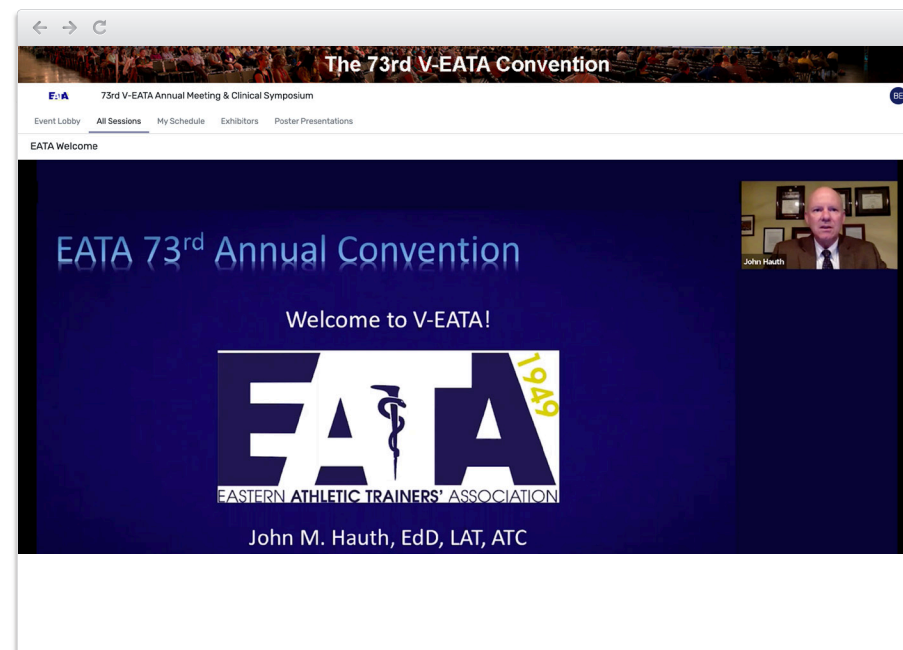 The 73rd V-EATA Convention
EATA
73rd V-EATA Annual Meeting & Clinical Symposium
BE
Event Lobby
All Sessions
My Schedule
Exhibitors
Poster Presentations
EATA Welcome
EATA 73rd Annual Convention
John Hauth
Welcome to V-EATA!
EATA
1949
EASTERN ATHLETIC TRAINERS' ASSOCIATION
John M. Hauth, EdD, LAT, ATC